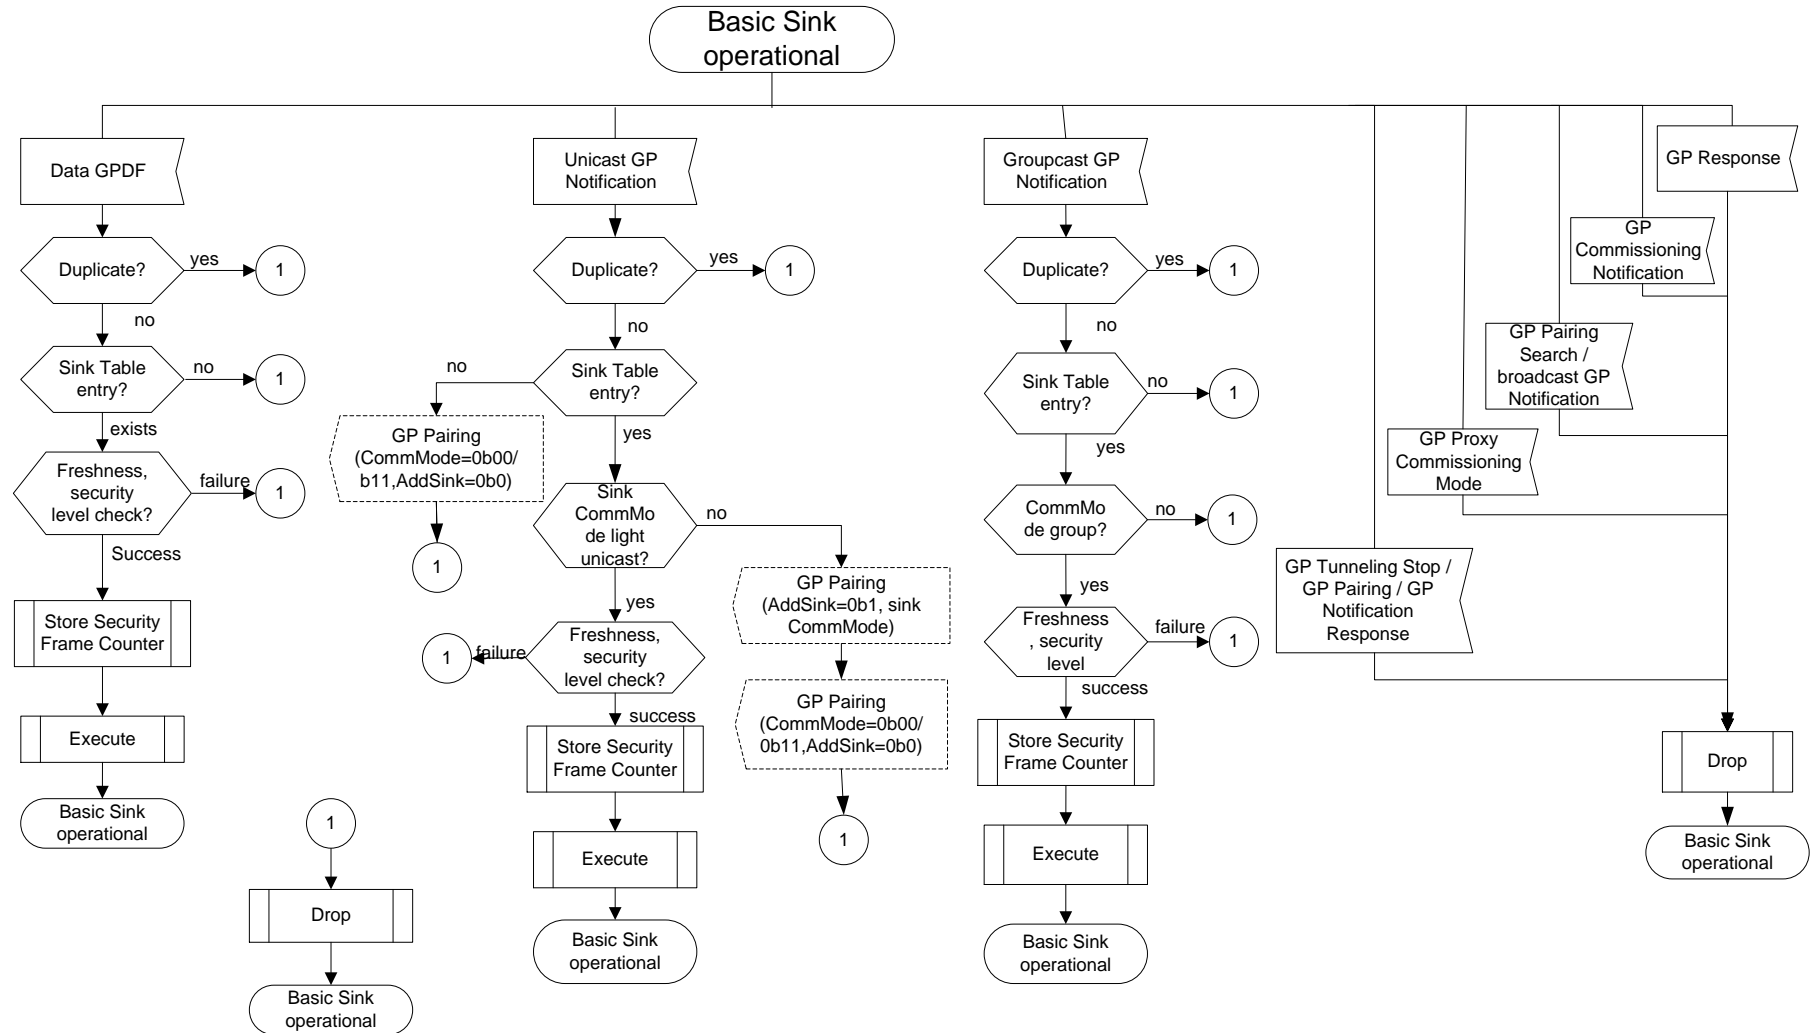 Basic Sink
operational
Data GPDF
Duplicate?
yes
1
no
Sink Table
entry?
no
1
exists
Freshness,
security
level check?
failure
1
Success
Store Security
Frame Counter
Execute
Basic Sink
operational
1
Drop
Basic Sink
operational
Unicast GP
Notification
Duplicate?
yes
1
no
Sink Table
entry?
no
GP Pairing
(CommMode=0b00/
b11,AddSink=0b0)
1
yes
Sink
CommMo
de light
unicast?
no
GP Pairing
(AddSink=0b1, sink
CommMode)
GP Pairing
(CommMode=0b00/
0b11,AddSink=0b0)
1
yes
Freshness,
security
level check?
failure
1
success
Store Security
Frame Counter
Execute
Basic Sink
operational
Groupcast GP
Notification
Duplicate?
yes
1
no
Sink Table
entry?
no
1
yes
CommMo
de group?
no
1
yes
Freshness
, security
level
failure
1
success
Store Security
Frame Counter
Execute
Basic Sink
operational
GP Tunneling Stop /
GP Pairing / GP
Notification
Response
GP Proxy
Commissioning
Mode
GP Pairing
Search /
broadcast GP
Notification
GP
Commissioning
Notification
GP Response
Drop
Basic Sink
operational